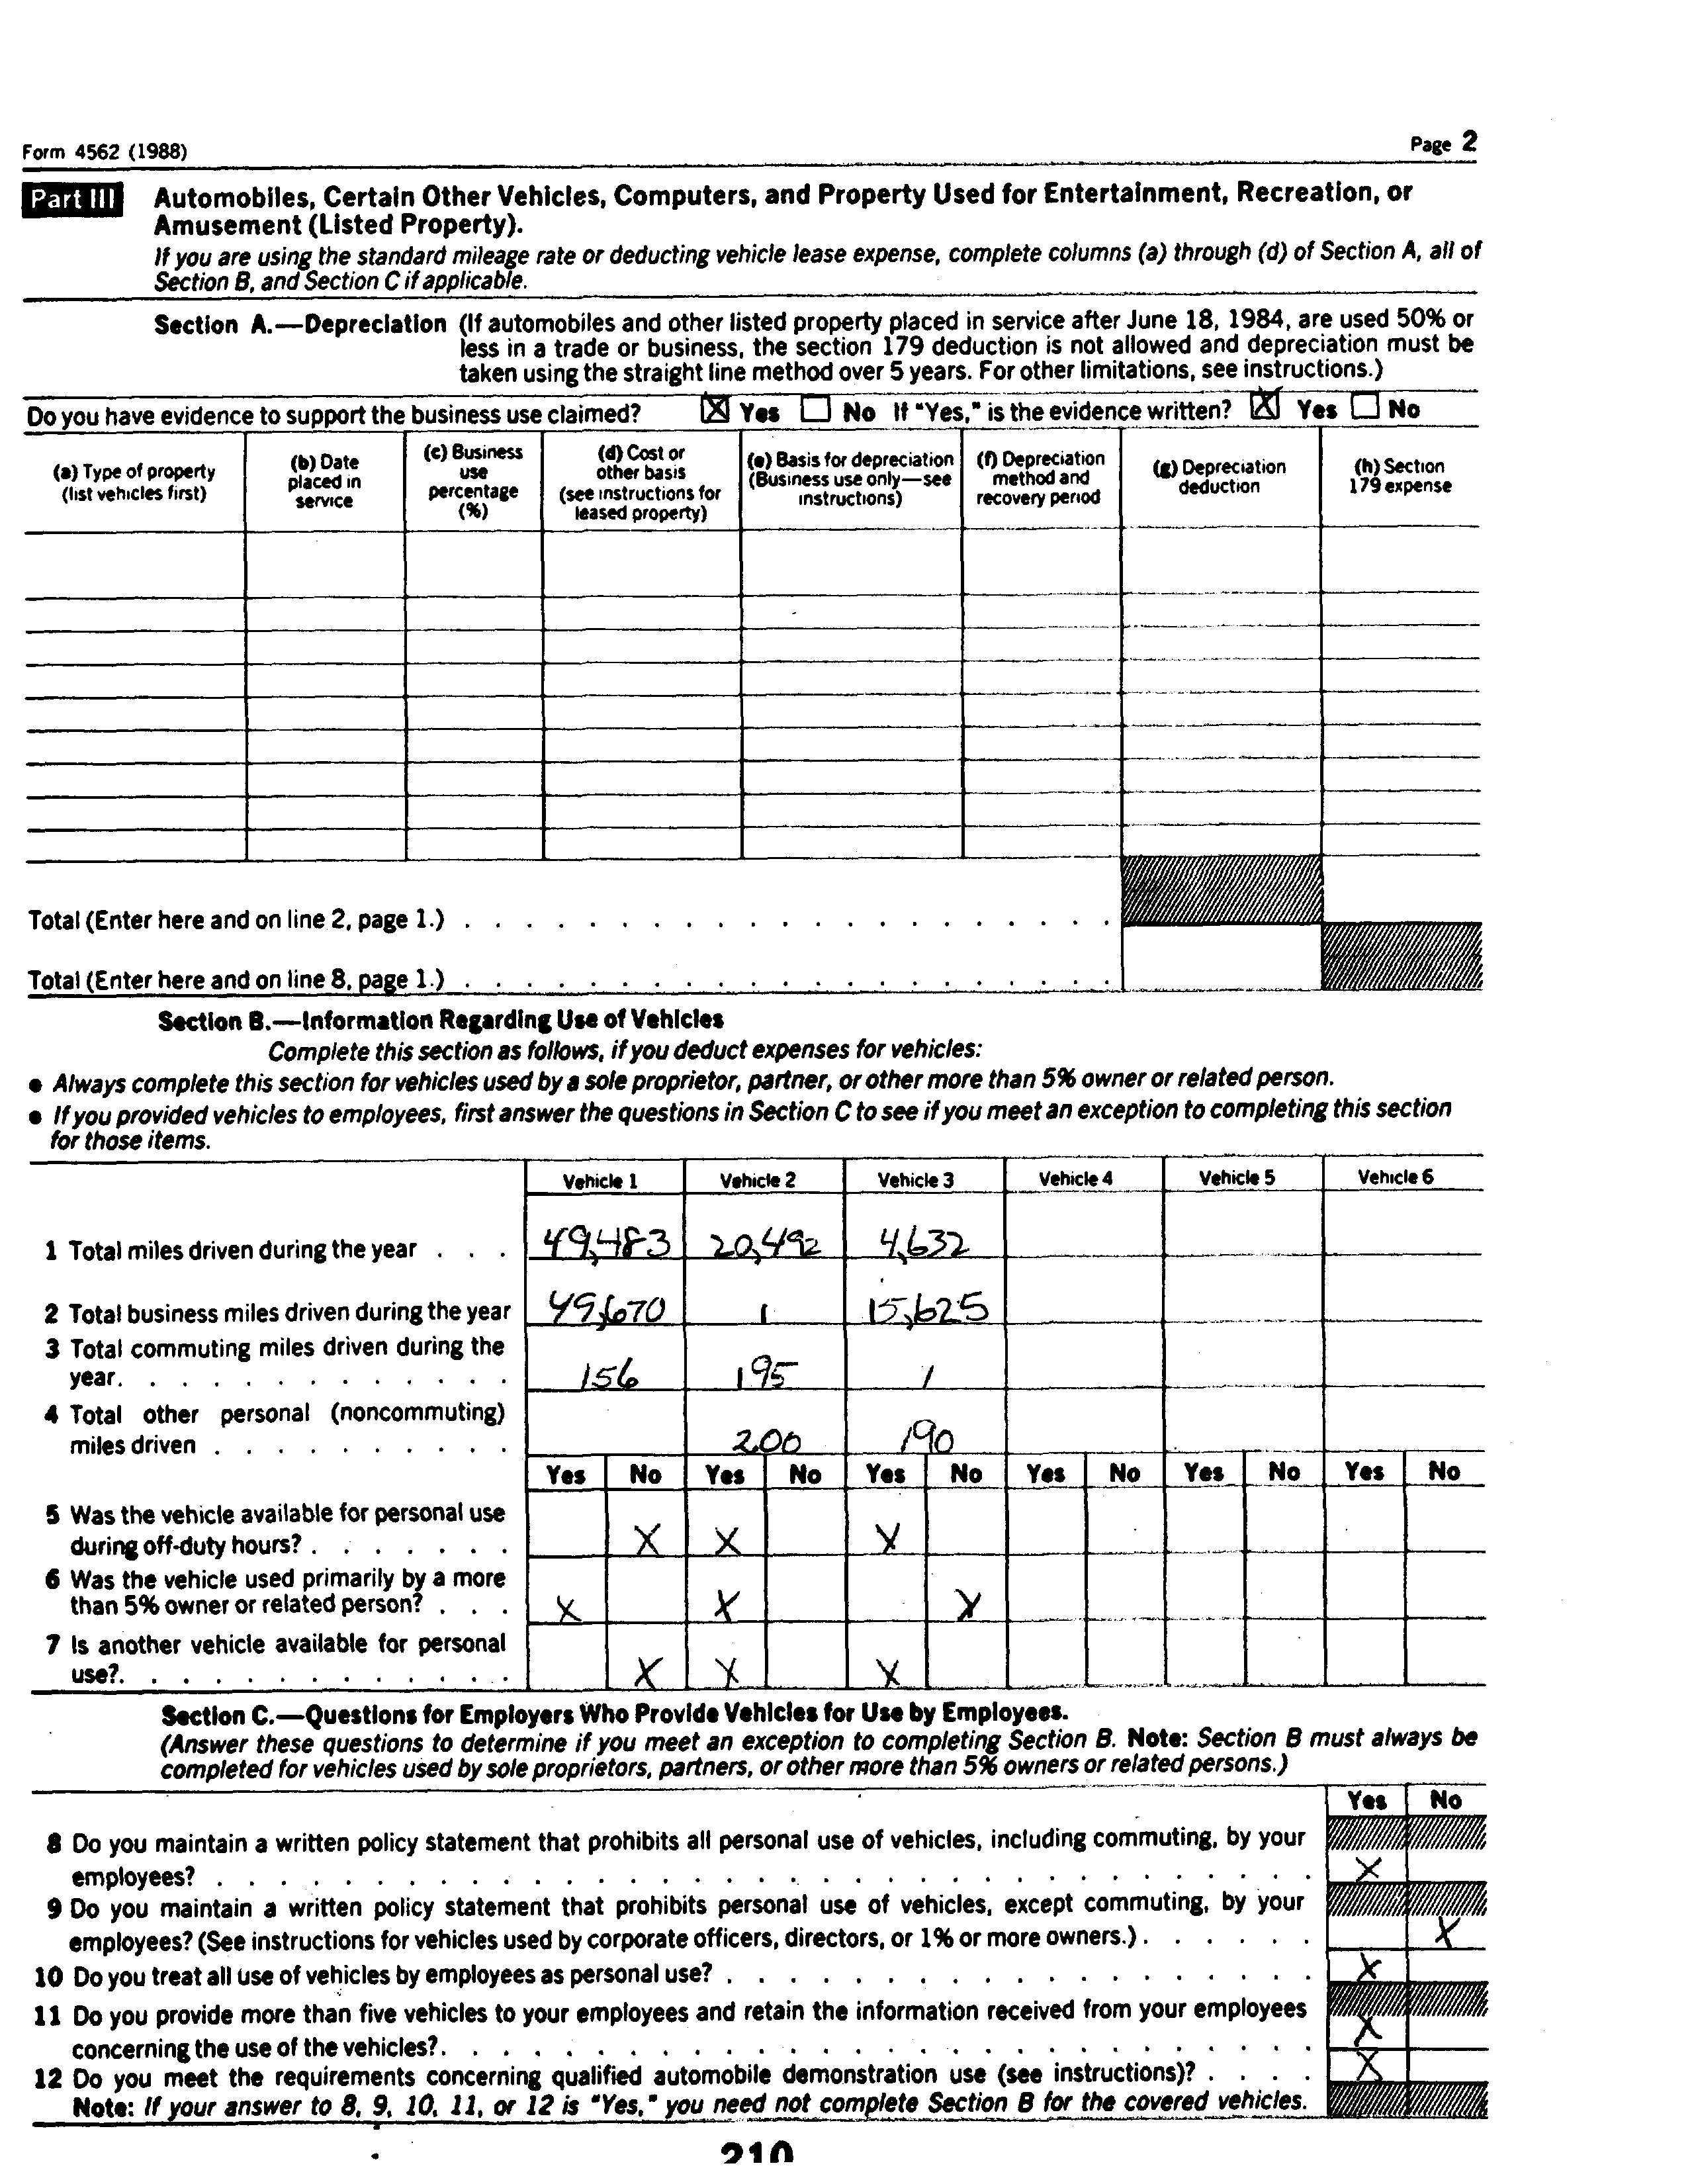 Form 4562 (1988) Page 2
Part III Automobiles, Certain Other Vehicles, Computers, and Property Used for Entertainment, Recreation, or
Amusement (Listed Property).
If you are using the standard mileage rate or deducting vehicle lease expense, complete columns (a) through (d) of Section A, all of
Section B, and Section C if applicable.
Section A.—Depreciation (If automobiles and other listed property placed in service after June 18, 1984, are used 50% or
less in a trade or business, the section 179 deduction is not allowed and depreciation must be
taken using the straight line method over 5 years. For other limitations, see instructions.)
Do you have evidence to support the business use claimed? X Yes No If "Yes," is the evidence written? X Yes No
(a) Type of property
(list vehicles first)
(b) Date
placed in
service
(c) Business
use
percentage
(%)
(d) Cost or
other basis
(see instructions for
leased property)
(e) Basis for depreciation
(Business use only—see
instructions)
(f) Depreciation
method and
recovery period
(g) Depreciation
deduction
(h) Section
179 expense
Total (Enter here and on line 2, page 1.) . . . . . . . . . . . . . . . . . . . . .
Total (Enter here and on line 8, page 1.) . . . . . . . . . . . . . . . . . . . . .
Section B.—Information Regarding Use of Vehicles
Complete this section as follows, if you deduct expenses for vehicles:
● Always complete this section for vehicles used by a sole proprietor, partner, or other more than 5% owner or related person.
● If you provided vehicles to employees, first answer the questions in Section C to see if you meet an exception to completing this section
for those items.
Vehicle 1 Vehicle 2 Vehicle 3 Vehicle 4 Vehicle 5 Vehicle 6
1 Total miles driven during the year . . . 49,483 20,492 4,632
2 Total business miles driven during the year 49,670 1 15,625
3 Total commuting miles driven during the
year. . . . . . . . . . . . . 156 195 1
4 Total other personal (noncommuting)
miles driven . . . . . . . . . . 200 190
Yes No Yes No Yes No Yes No Yes No Yes No
5 Was the vehicle available for personal use
during off-duty hours? . . . . . . . X X X
6 Was the vehicle used primarily by a more
than 5% owner or related person? . . . X X X
7 Is another vehicle available for personal
use?. . . . . . . . . . . . . X X X
Section C.—Questions for Employers Who Provide Vehicles for Use by Employees.
(Answer these questions to determine if you meet an exception to completing Section B. Note: Section B must always be
completed for vehicles used by sole proprietors, partners, or other more than 5% owners or related persons.)
Yes No
8 Do you maintain a written policy statement that prohibits all personal use of vehicles, including commuting, by your
employees? . . . . . . . . . . . . . . . . . . . . . . . . . . . . . . . X
9 Do you maintain a written policy statement that prohibits personal use of vehicles, except commuting, by your
employees? (See instructions for vehicles used by corporate officers, directors, or 1% or more owners.) . . . . . . X
10 Do you treat all use of vehicles by employees as personal use? . . . . . . . . . . . . . . . . . X
11 Do you provide more than five vehicles to your employees and retain the information received from your employees
concerning the use of the vehicles?. . . . . . . . . . . . . . . . . . . . . . . . . . X
12 Do you meet the requirements concerning qualified automobile demonstration use (see instructions)? . . . . X
Note: If your answer to 8, 9, 10, 11, or 12 is "Yes," you need not complete Section B for the covered vehicles.
210